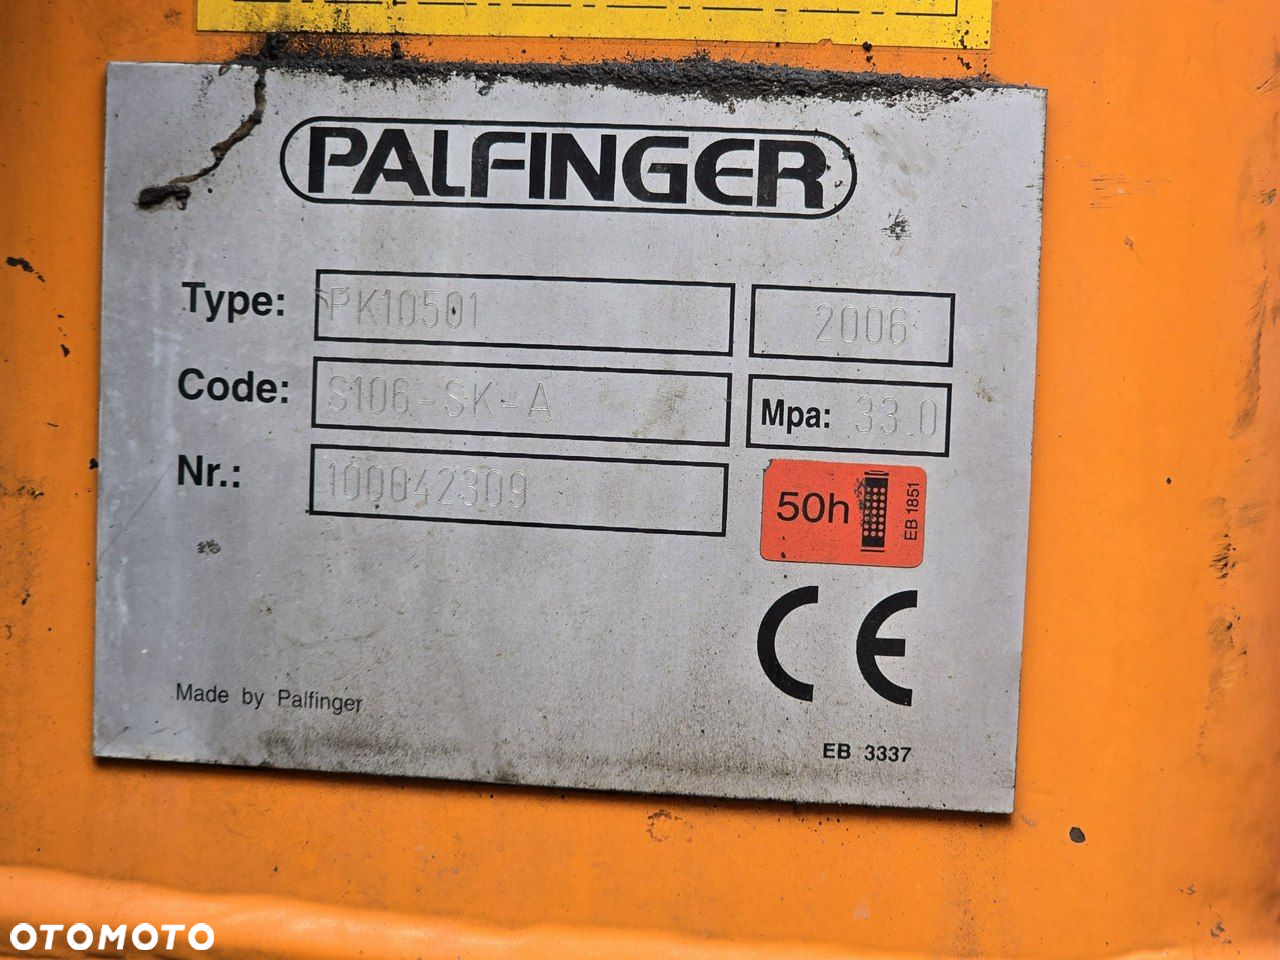 PALFINGER
Type: PK10501 2006
Code: S106-SK-A Mpa: 33.0
Nr.: 100042309
50h EB 1851
CE
Made by Palfinger
EB 3337
OTOMOTO